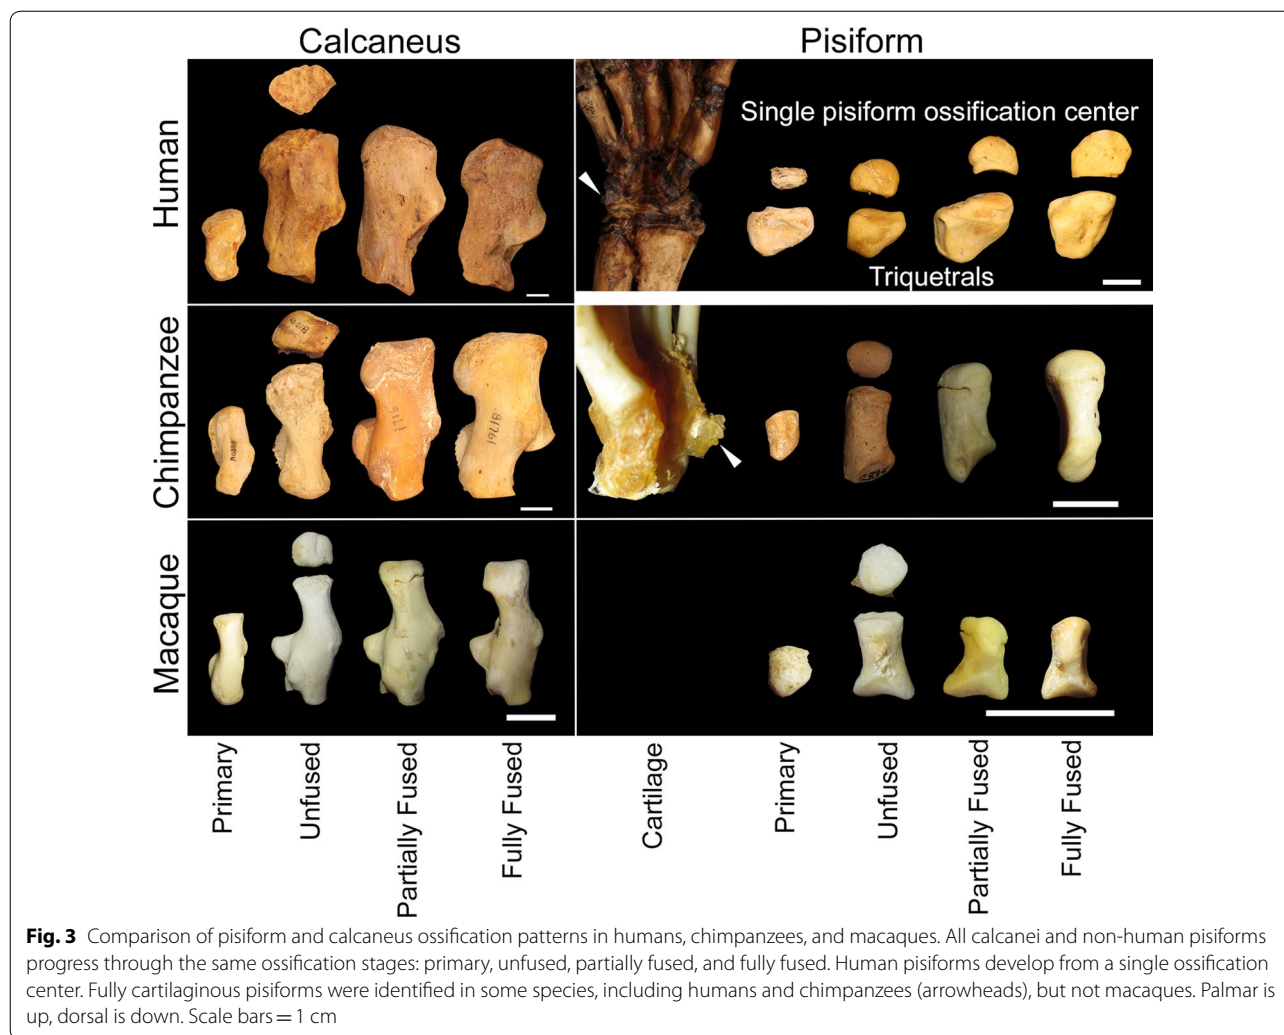 Calcaneus
Pisiform
Human
Single pisiform ossification center
Triquetrals
Chimpanzee
1715
81761
Macaque
Primary
Unfused
Partially Fused
Fully Fused
Cartilage
Primary
Unfused
Partially Fused
Fully Fused
Fig. 3 Comparison of pisiform and calcaneus ossification patterns in humans, chimpanzees, and macaques. All calcanei and non-human pisiforms
progress through the same ossification stages: primary, unfused, partially fused, and fully fused. Human pisiforms develop from a single ossification
center. Fully cartilaginous pisiforms were identified in some species, including humans and chimpanzees (arrowheads), but not macaques. Palmar is
up, dorsal is down. Scale bars = 1 cm